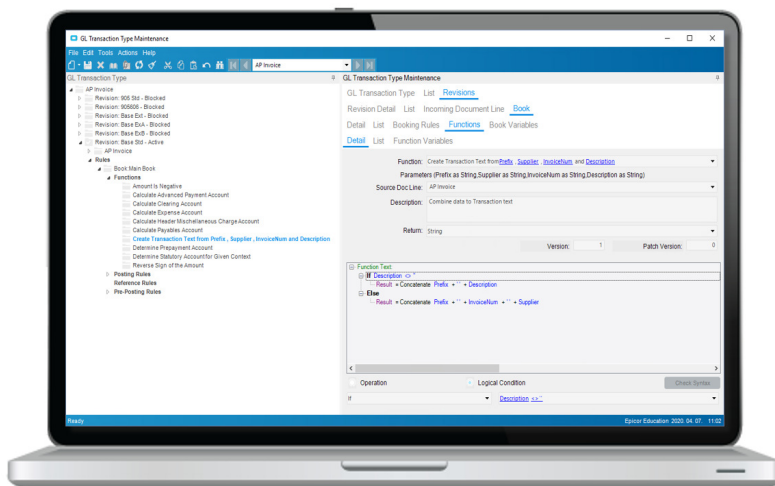 GL Transaction Type Maintenance
File Edit Tools Actions Help
AP Invoice
GL Transaction Type
AP Invoice
Revision: 905 Std - Blocked
Revision: 905606 - Blocked
Revision: Base Ext - Blocked
Revision: Base ExA - Blocked
Revision: Base ExB - Blocked
Revision: Base Std - Active
AP Invoice
Rules
Book:Main Book
Functions
Amount Is Negative
Calculate Advanced Payment Account
Calculate Clearing Account
Calculate Expense Account
Calculate Header Mischellaneous Charge Account
Calculate Payables Account
Create Transaction Text from Prefix , Supplier , InvoiceNum and Description
Determine Prepayment Account
Determine Statutory Account for Given Context
Reverse Sign of the Amount
Posting Rules
Reference Rules
Pre-Posting Rules
GL Transaction Type Maintenance
GL Transaction Type List Revisions
Revision Detail List Incoming Document Line Book
Detail List Booking Rules Functions Book Variables
Detail List Function Variables
Function: Create Transaction Text from Prefix , Supplier , InvoiceNum and Description
Parameters (Prefix as String,Supplier as String,InvoiceNum as String,Description as String)
Source Doc Line: AP Invoice
Description: Combine data to Transaction text
Return: String
Version: 1 Patch Version: 0
Function Text
If Description <> ''
Result = Concatenate Prefix + ' ' + Description
Else
Result = Concatenate Prefix + ' ' + InvoiceNum + ' ' + Supplier
Operation Logical Condition Check Syntax
If Description <> ''
Ready Epicor Education 2020. 04. 07. 11:02